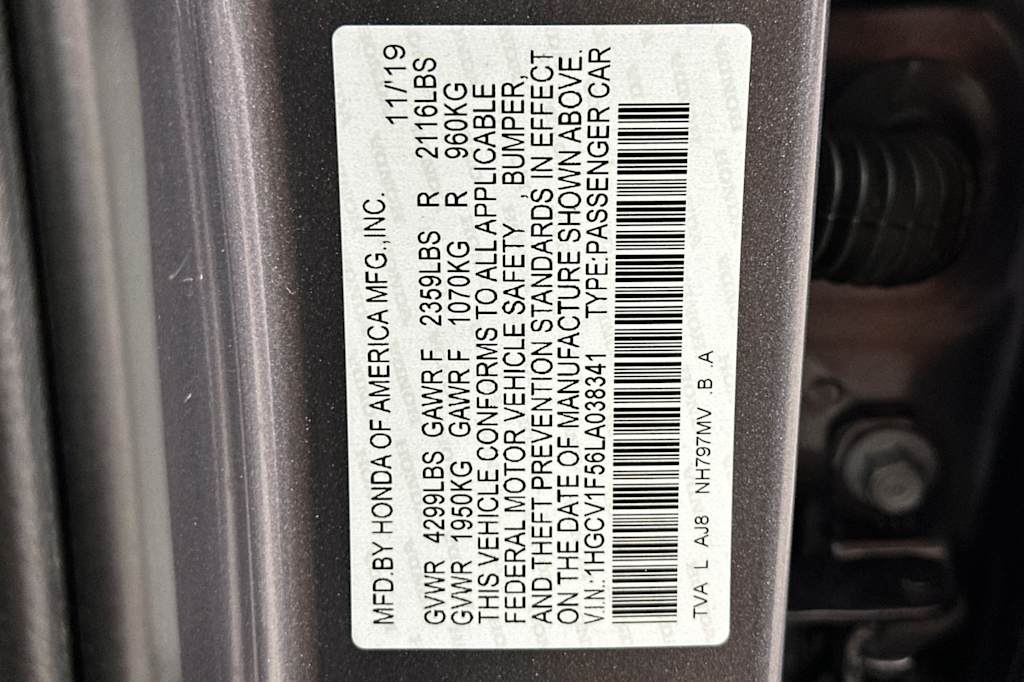 MFD.BY HONDA OF AMERICA MFG.,INC. 11/'19
GVWR 4299LBS GAWR F 2359LBS R 2116LBS
GVWR 1950KG GAWR F 1070KG R 960KG
THIS VEHICLE CONFORMS TO ALL APPLICABLE
FEDERAL MOTOR VEHICLE SAFETY , BUMPER,
AND THEFT PREVENTION STANDARDS IN EFFECT
ON THE DATE OF MANUFACTURE SHOWN ABOVE.
V.I.N.:1HGCV1F56LA038341 TYPE:PASSENGER CAR
TVA L AJ8 NH797MV .B .A